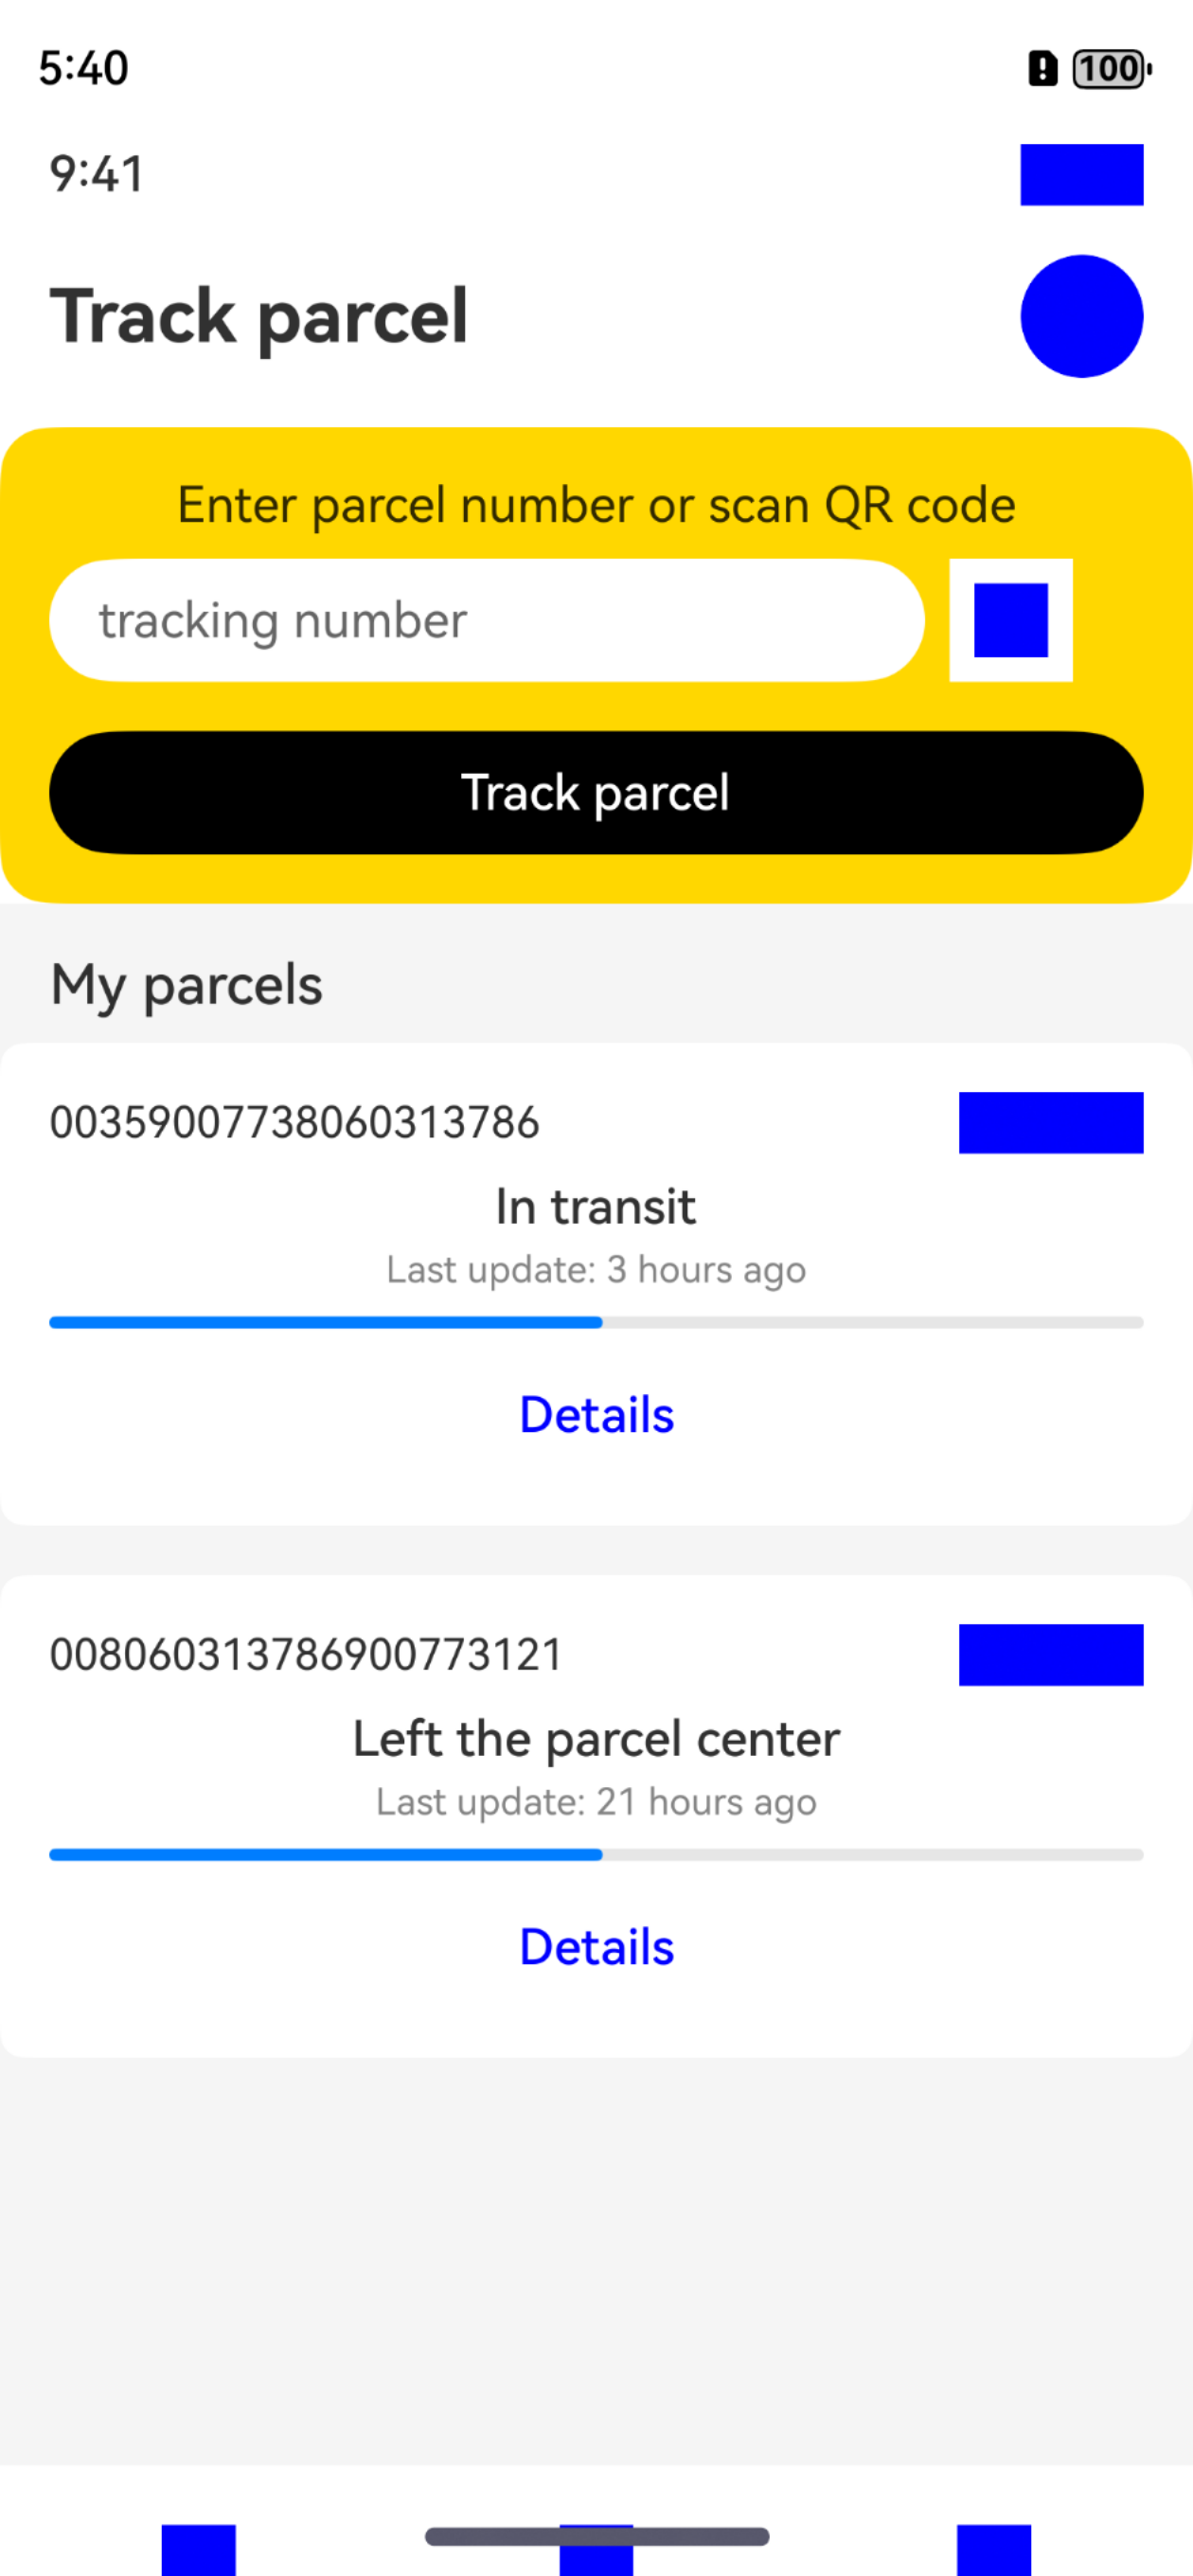 5:40
100
9:41
Track parcel
Enter parcel number or scan QR code
tracking number
Track parcel
My parcels
00359007738060313786
In transit
Last update: 3 hours ago
Details
008060313786900773121
Left the parcel center
Last update: 21 hours ago
Details